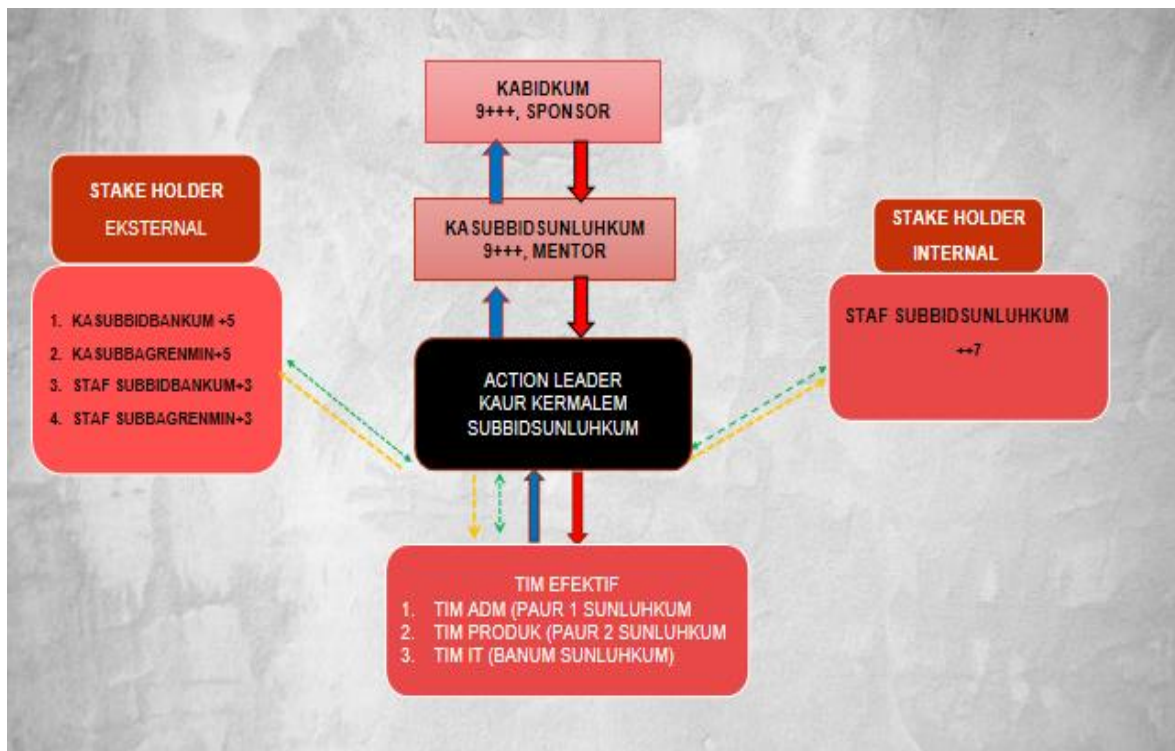 KABIDKUM
9+++, SPONSOR
STAKE HOLDER
EKSTERNAL
KASUBBIDSUNLUHKUM
9+++, MENTOR
STAKE HOLDER
INTERNAL
1. KASUBBIDBANKUM +5
2. KASUBBAGRENMIN+5
3. STAF SUBBIDBANKUM+3
4. STAF SUBBAGRENMIN+3
STAF SUBBIDSUNLUHKUM
++7
ACTION LEADER
KAUR KERMALEM
SUBBIDSUNLUHKUM
TIM EFEKTIF
1. TIM ADM (PAUR 1 SUNLUHKUM
2. TIM PRODUK (PAUR 2 SUNLUHKUM
3. TIM IT (BANUM SUNLUHKUM)